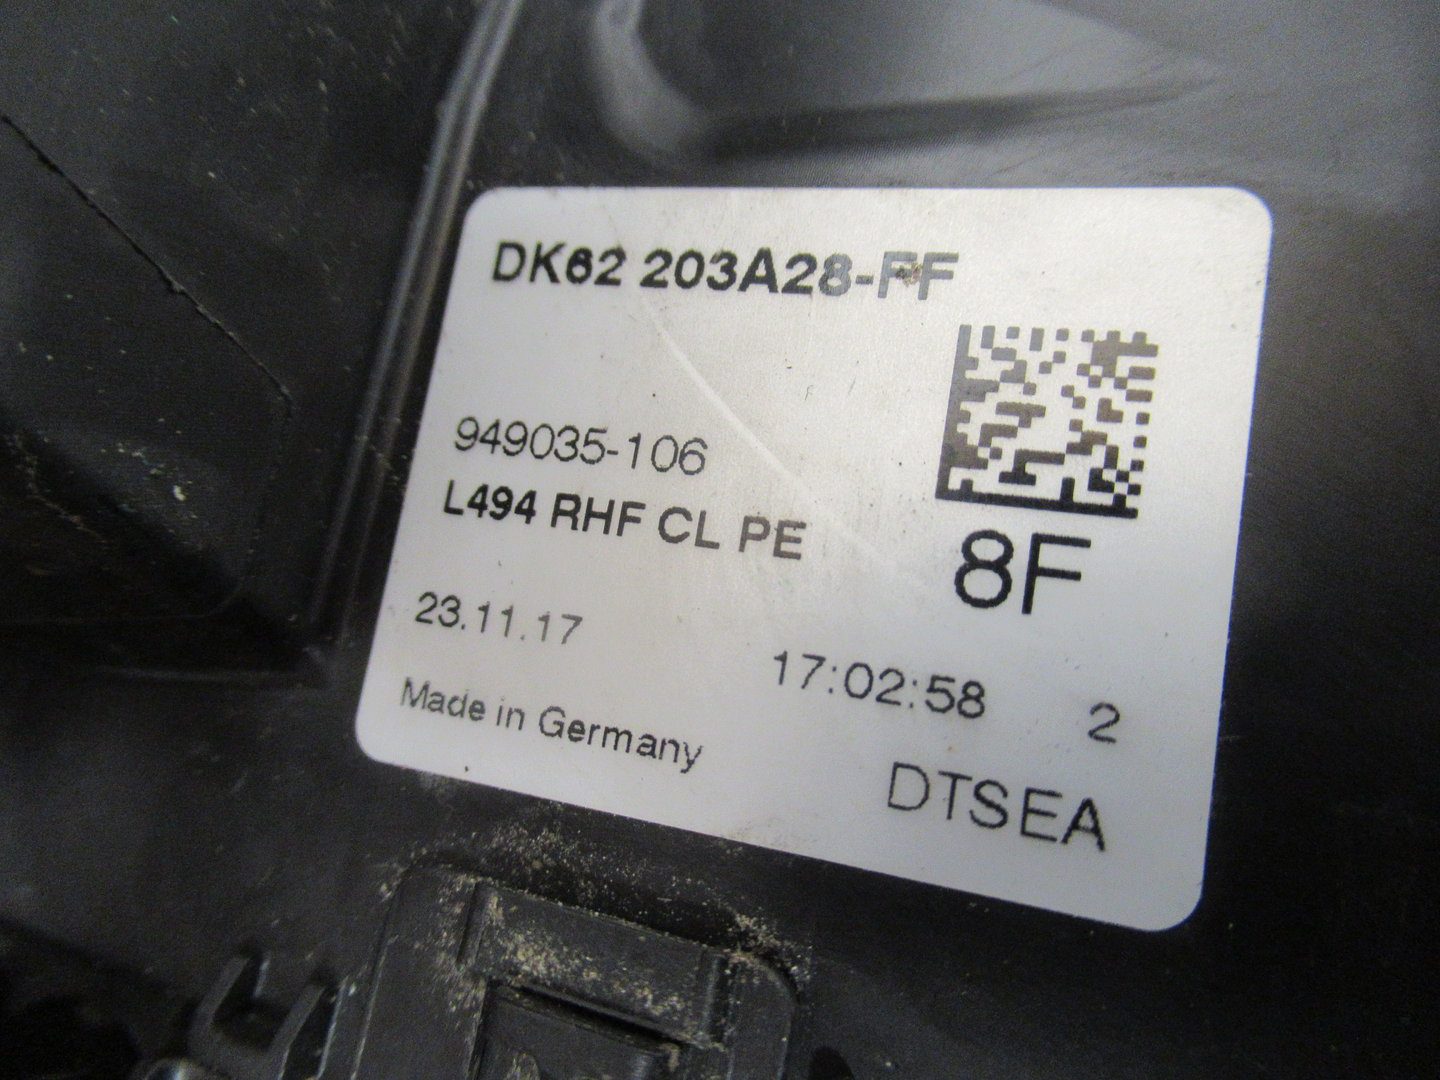 DK62 203A28-FF
949035-106
L494 RHF CL PE
8F
23.11.17
17:02:58 2
Made in Germany
DTSEA